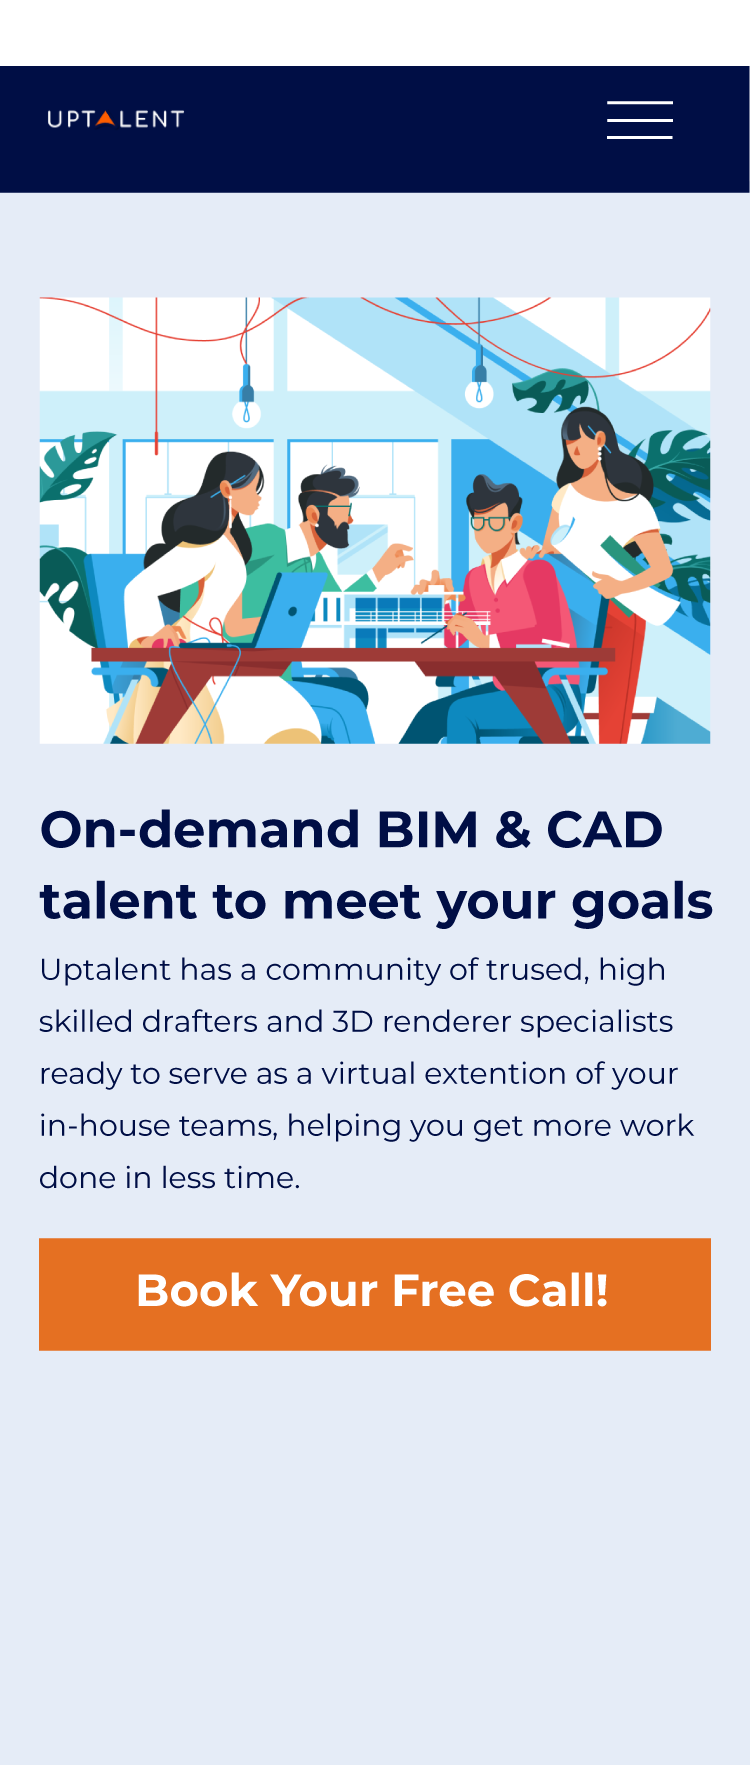 UPTALENT
On-demand BIM & CAD
talent to meet your goals
Uptalent has a community of trused, high
skilled drafters and 3D renderer specialists
ready to serve as a virtual extention of your
in-house teams, helping you get more work
done in less time.
Book Your Free Call!